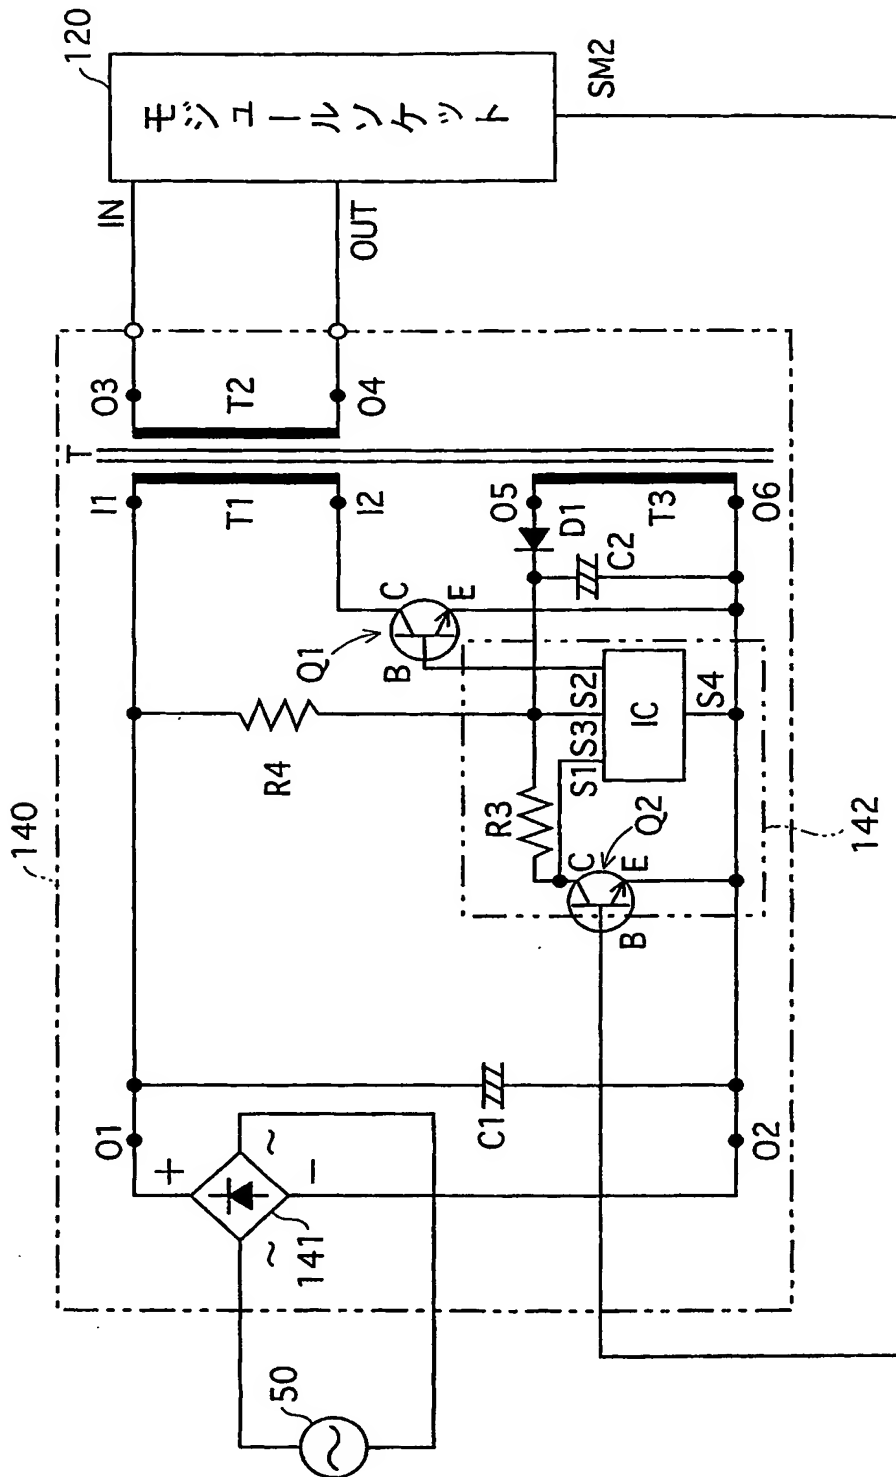 140
O1
+
~
~
−
141
50
C1
O2
R4
I1
T1
I2
T
O3
T2
O4
IN
OUT
120
モジュールソケット
SM2
Q1
C
B
E
O5
D1
C2
T3
O6
R3
S1
S3
S2
IC
S4
Q2
C
B
E
142